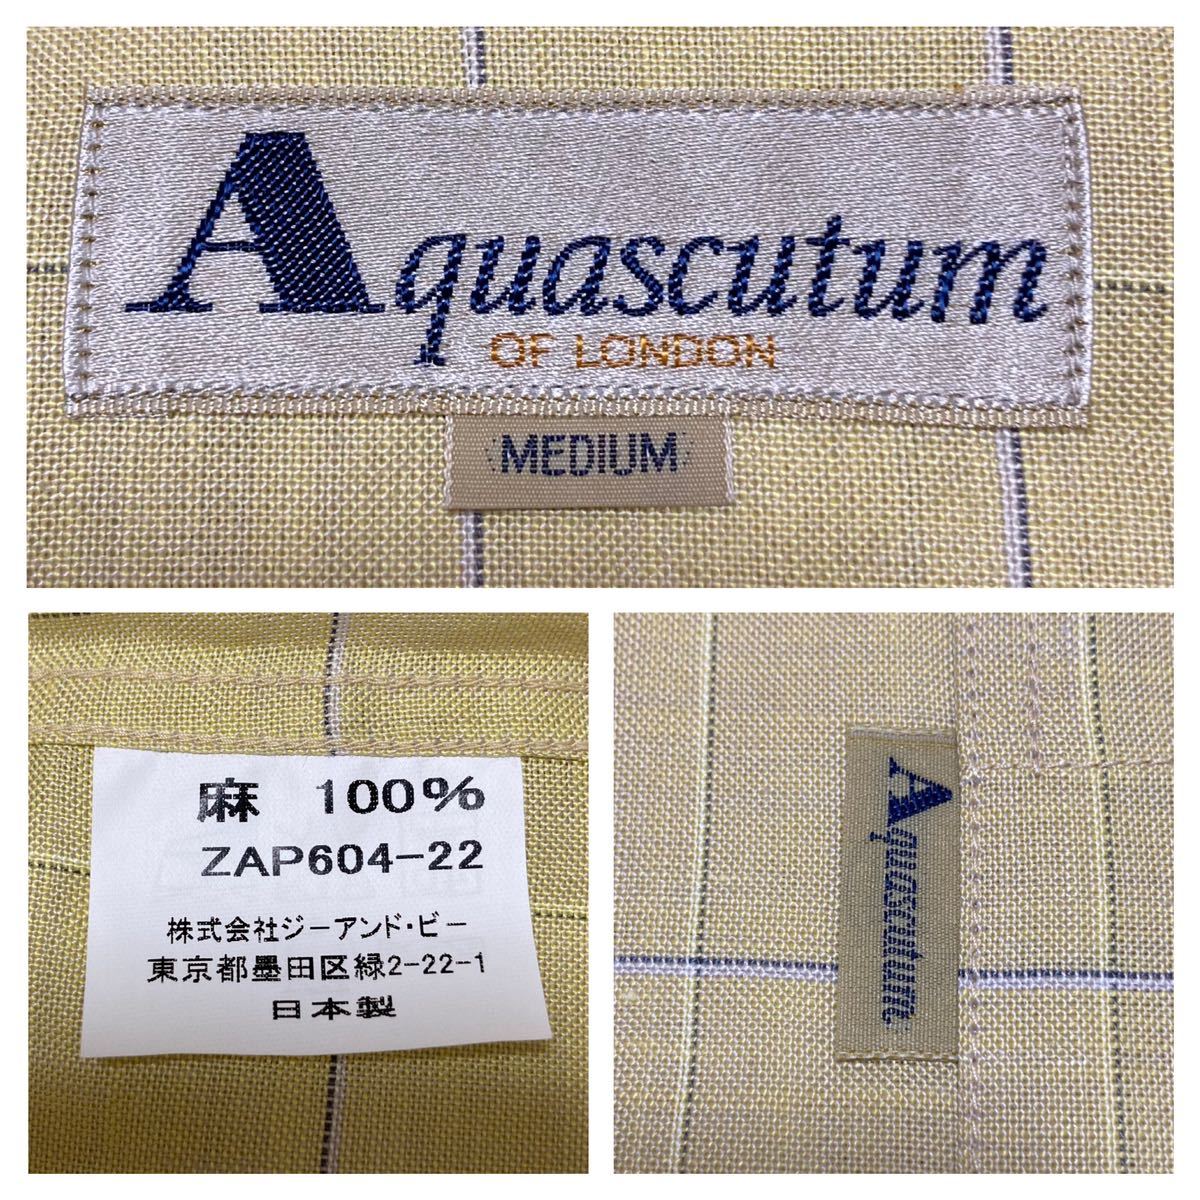 Aquascutum
OF LONDON
MEDIUM
麻 100%
ZAP604-22
株式会社ジーアンド・ビー
東京都墨田区緑2-22-1
日本製
Aquascutum